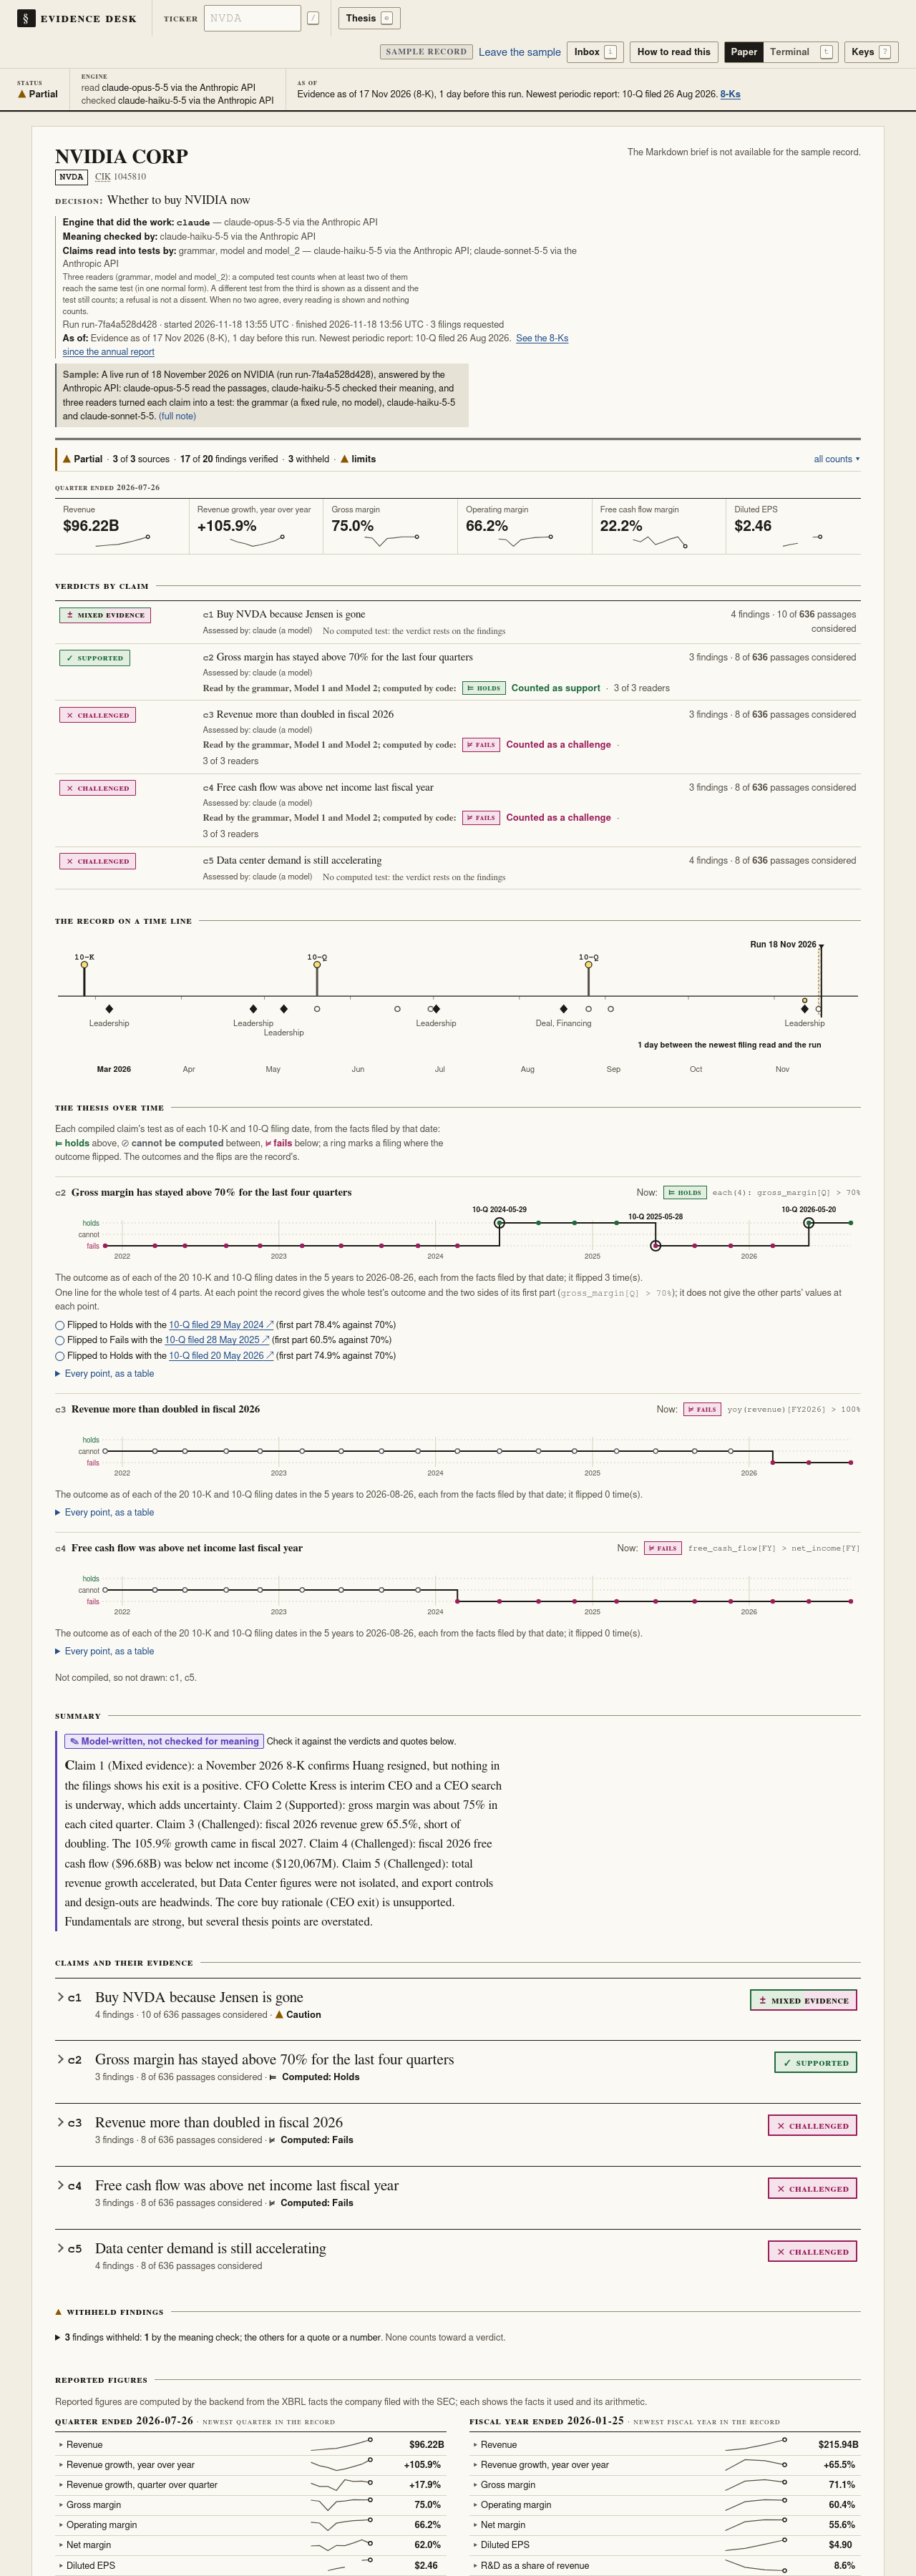 § EVIDENCE DESK
TICKER NVDA /
Thesis e
SAMPLE RECORD Leave the sample Inbox i How to read this Paper Terminal t Keys ?
STATUS
Partial
ENGINE
read claude-opus-5-5 via the Anthropic API
checked claude-haiku-5-5 via the Anthropic API
AS OF
Evidence as of 17 Nov 2026 (8-K), 1 day before this run. Newest periodic report: 10-Q filed 26 Aug 2026. 8-Ks
NVIDIA CORP
The Markdown brief is not available for the sample record.
NVDA CIK 1045810
DECISION: Whether to buy NVIDIA now
Engine that did the work: claude — claude-opus-5-5 via the Anthropic API
Meaning checked by: claude-haiku-5-5 via the Anthropic API
Claims read into tests by: grammar, model and model_2 — claude-haiku-5-5 via the Anthropic API; claude-sonnet-5-5 via the
Anthropic API
Three readers (grammar, model and model_2): a computed test counts when at least two of them
reach the same test (in one normal form). A different test from the third is shown as a dissent and the
test still counts; a refusal is not a dissent. When no two agree, every reading is shown and nothing
counts.
Run run-7fa4a528d428 · started 2026-11-18 13:55 UTC · finished 2026-11-18 13:56 UTC · 3 filings requested
As of: Evidence as of 17 Nov 2026 (8-K), 1 day before this run. Newest periodic report: 10-Q filed 26 Aug 2026. See the 8-Ks
since the annual report
Sample: A live run of 18 November 2026 on NVIDIA (run run-7fa4a528d428), answered by the
Anthropic API: claude-opus-5-5 read the passages, claude-haiku-5-5 checked their meaning, and
three readers turned each claim into a test: the grammar (a fixed rule, no model), claude-haiku-5-5
and claude-sonnet-5-5. (full note)
Partial · 3 of 3 sources · 17 of 20 findings verified · 3 withheld · limits
all counts
QUARTER ENDED 2026-07-26
Revenue
$96.22B
Revenue growth, year over year
+105.9%
Gross margin
75.0%
Operating margin
66.2%
Free cash flow margin
22.2%
Diluted EPS
$2.46
VERDICTS BY CLAIM
± MIXED EVIDENCE
c1 Buy NVDA because Jensen is gone
Assessed by: claude (a model) No computed test: the verdict rests on the findings
4 findings · 10 of 636 passages
considered
✓ SUPPORTED
c2 Gross margin has stayed above 70% for the last four quarters
Assessed by: claude (a model)
Read by the grammar, Model 1 and Model 2; computed by code: ⊨ HOLDS Counted as support · 3 of 3 readers
3 findings · 8 of 636 passages considered
× CHALLENGED
c3 Revenue more than doubled in fiscal 2026
Assessed by: claude (a model)
Read by the grammar, Model 1 and Model 2; computed by code: ⊭ FAILS Counted as a challenge ·
3 of 3 readers
3 findings · 8 of 636 passages considered
× CHALLENGED
c4 Free cash flow was above net income last fiscal year
Assessed by: claude (a model)
Read by the grammar, Model 1 and Model 2; computed by code: ⊭ FAILS Counted as a challenge ·
3 of 3 readers
3 findings · 8 of 636 passages considered
× CHALLENGED
c5 Data center demand is still accelerating
Assessed by: claude (a model) No computed test: the verdict rests on the findings
4 findings · 8 of 636 passages considered
THE RECORD ON A TIME LINE
Run 18 Nov 2026
10-K 10-Q 10-Q
Leadership Leadership Leadership Leadership Deal, Financing Leadership
1 day between the newest filing read and the run
Mar 2026 Apr May Jun Jul Aug Sep Oct Nov
THE THESIS OVER TIME
Each compiled claim's test as of each 10-K and 10-Q filing date, from the facts filed by that date:
⊨ holds above, ⊘ cannot be computed between, ⊭ fails below; a ring marks a filing where the
outcome flipped. The outcomes and the flips are the record's.
c2 Gross margin has stayed above 70% for the last four quarters
Now: ⊨ HOLDS each(4): gross_margin[Q] > 70%
10-Q 2024-05-29 10-Q 2025-05-28 10-Q 2026-05-20
holds
cannot
fails
2022 2023 2024 2025 2026
The outcome as of each of the 20 10-K and 10-Q filing dates in the 5 years to 2026-08-26, each from the facts filed by that date; it flipped 3 time(s).
One line for the whole test of 4 parts. At each point the record gives the whole test's outcome and the two sides of its first part (gross_margin[Q] > 70%); it does not give the other parts' values at
each point.
Flipped to Holds with the 10-Q filed 29 May 2024 ↗ (first part 78.4% against 70%)
Flipped to Fails with the 10-Q filed 28 May 2025 ↗ (first part 60.5% against 70%)
Flipped to Holds with the 10-Q filed 20 May 2026 ↗ (first part 74.9% against 70%)
Every point, as a table
c3 Revenue more than doubled in fiscal 2026
Now: ⊭ FAILS yoy(revenue)[FY2026] > 100%
holds
cannot
fails
2022 2023 2024 2025 2026
The outcome as of each of the 20 10-K and 10-Q filing dates in the 5 years to 2026-08-26, each from the facts filed by that date; it flipped 0 time(s).
Every point, as a table
c4 Free cash flow was above net income last fiscal year
Now: ⊭ FAILS free_cash_flow[FY] > net_income[FY]
holds
cannot
fails
2022 2023 2024 2025 2026
The outcome as of each of the 20 10-K and 10-Q filing dates in the 5 years to 2026-08-26, each from the facts filed by that date; it flipped 0 time(s).
Every point, as a table
Not compiled, so not drawn: c1, c5.
SUMMARY
✎ Model-written, not checked for meaning Check it against the verdicts and quotes below.
Claim 1 (Mixed evidence): a November 2026 8-K confirms Huang resigned, but nothing in
the filings shows his exit is a positive. CFO Colette Kress is interim CEO and a CEO search
is underway, which adds uncertainty. Claim 2 (Supported): gross margin was about 75% in
each cited quarter. Claim 3 (Challenged): fiscal 2026 revenue grew 65.5%, short of
doubling. The 105.9% growth came in fiscal 2027. Claim 4 (Challenged): fiscal 2026 free
cash flow ($96.68B) was below net income ($120,067M). Claim 5 (Challenged): total
revenue growth accelerated, but Data Center figures were not isolated, and export controls
and design-outs are headwinds. The core buy rationale (CEO exit) is unsupported.
Fundamentals are strong, but several thesis points are overstated.
CLAIMS AND THEIR EVIDENCE
c1 Buy NVDA because Jensen is gone
± MIXED EVIDENCE
4 findings · 10 of 636 passages considered · Caution
c2 Gross margin has stayed above 70% for the last four quarters
✓ SUPPORTED
3 findings · 8 of 636 passages considered · ⊨ Computed: Holds
c3 Revenue more than doubled in fiscal 2026
× CHALLENGED
3 findings · 8 of 636 passages considered · ⊭ Computed: Fails
c4 Free cash flow was above net income last fiscal year
× CHALLENGED
3 findings · 8 of 636 passages considered · ⊭ Computed: Fails
c5 Data center demand is still accelerating
× CHALLENGED
4 findings · 8 of 636 passages considered
WITHHELD FINDINGS
3 findings withheld: 1 by the meaning check; the others for a quote or a number. None counts toward a verdict.
REPORTED FIGURES
Reported figures are computed by the backend from the XBRL facts the company filed with the SEC; each shows the facts it used and its arithmetic.
QUARTER ENDED 2026-07-26 · NEWEST QUARTER IN THE RECORD
Revenue $96.22B
Revenue growth, year over year +105.9%
Revenue growth, quarter over quarter +17.9%
Gross margin 75.0%
Operating margin 66.2%
Net margin 62.0%
Diluted EPS $2.46
FISCAL YEAR ENDED 2026-01-25 · NEWEST FISCAL YEAR IN THE RECORD
Revenue $215.94B
Revenue growth, year over year +65.5%
Gross margin 71.1%
Operating margin 60.4%
Net margin 55.6%
Diluted EPS $4.90
R&D as a share of revenue 8.6%